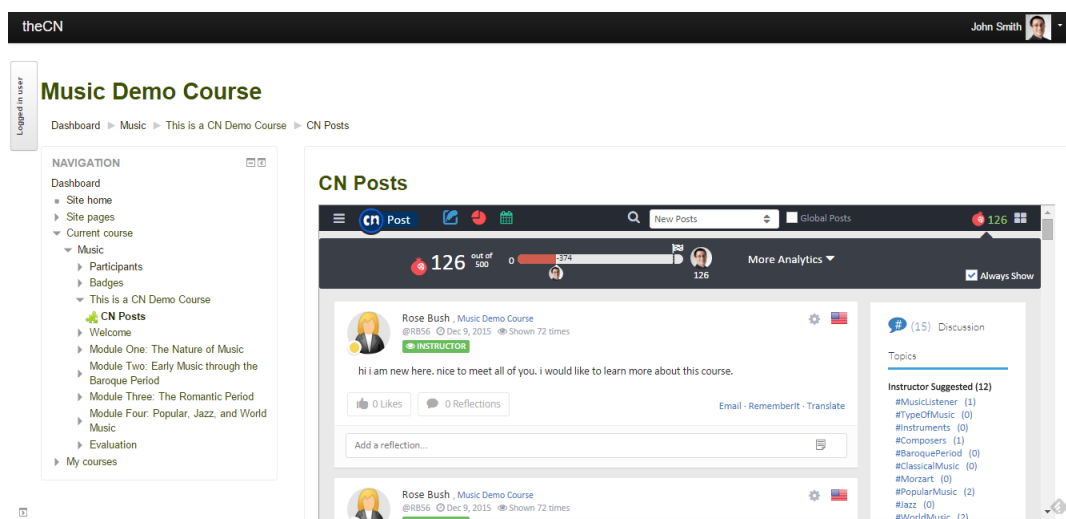 theCN
John Smith
Logged in user
Music Demo Course
Dashboard Music This is a CN Demo Course CN Posts
NAVIGATION
Dashboard
Site home
Site pages
Current course
Music
Participants
Badges
This is a CN Demo Course
CN Posts
Welcome
Module One: The Nature of Music
Module Two: Early Music through the
Baroque Period
Module Three: The Romantic Period
Module Four: Popular, Jazz, and World
Music
Evaluation
My courses
CN Posts
cn Post
New Posts
Global Posts
126
126 out of 500
0
-374
126
More Analytics
Always Show
Rose Bush , Music Demo Course
@RB56 Dec 9, 2015 Shown 72 times
INSTRUCTOR
hi i am new here. nice to meet all of you. i would like to learn more about this course.
0 Likes
0 Reflections
Email · RememberIt · Translate
Add a reflection...
Rose Bush , Music Demo Course
@RB56 Dec 9, 2015 Shown 72 times
# (15) Discussion
Topics
Instructor Suggested (12)
#MusicListener (1)
#TypeOfMusic (0)
#Instruments (0)
#Composers (1)
#BaroquePeriod (0)
#ClassicalMusic (0)
#Morzart (0)
#PopularMusic (2)
#Jazz (0)
#WorldMusic (2)